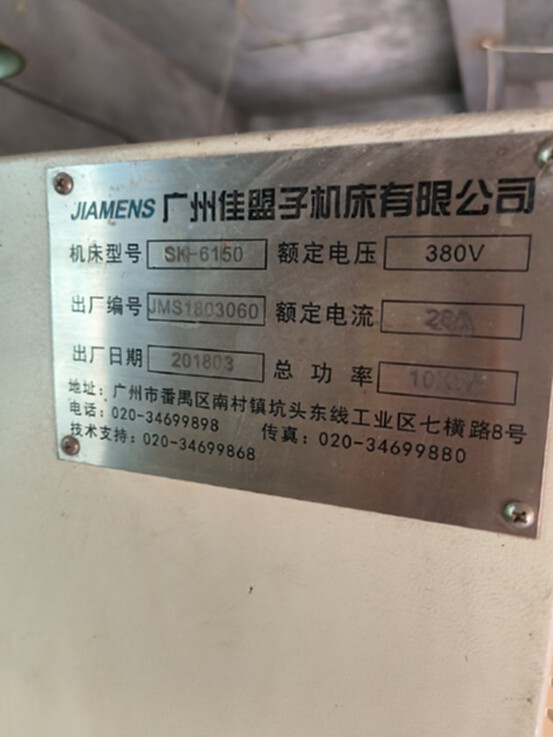 JIAMENS 广州佳盟子机床有限公司
机床型号 SK-6150 额定电压 380V
出厂编号 JMS1803060 额定电流
出厂日期 201803 总功率
地址:广州市番禺区南村镇坑头东线工业区七横路8号
电话:020-34699898 传真:020-34699880
技术支持:020-34699868